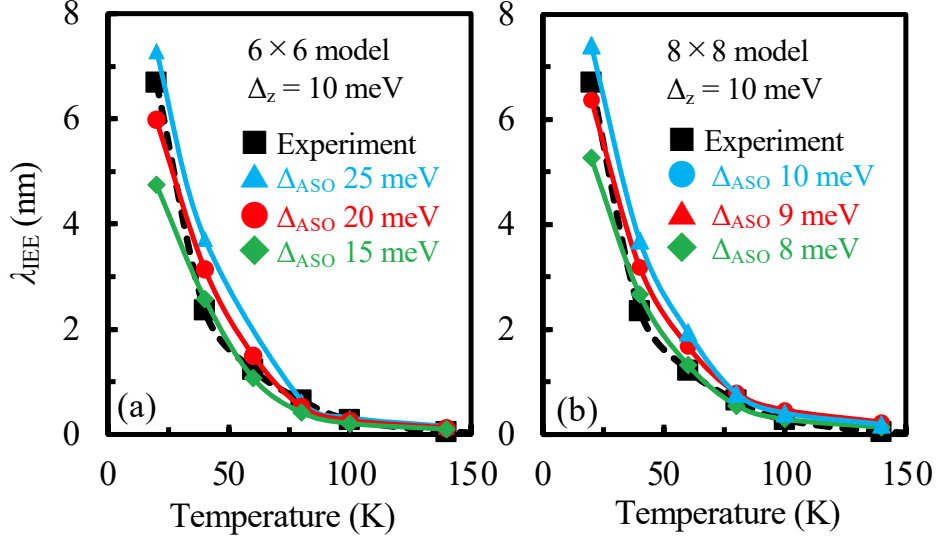 8
6
4
2
0
λIEE (nm)
6 × 6 model
Δz = 10 meV
Experiment
ΔASO 25 meV
ΔASO 20 meV
ΔASO 15 meV
(a)
0 50 100 150
Temperature (K)
8
6
4
2
0
8 × 8 model
Δz = 10 meV
Experiment
ΔASO 10 meV
ΔASO 9 meV
ΔASO 8 meV
(b)
0 50 100 150
Temperature (K)